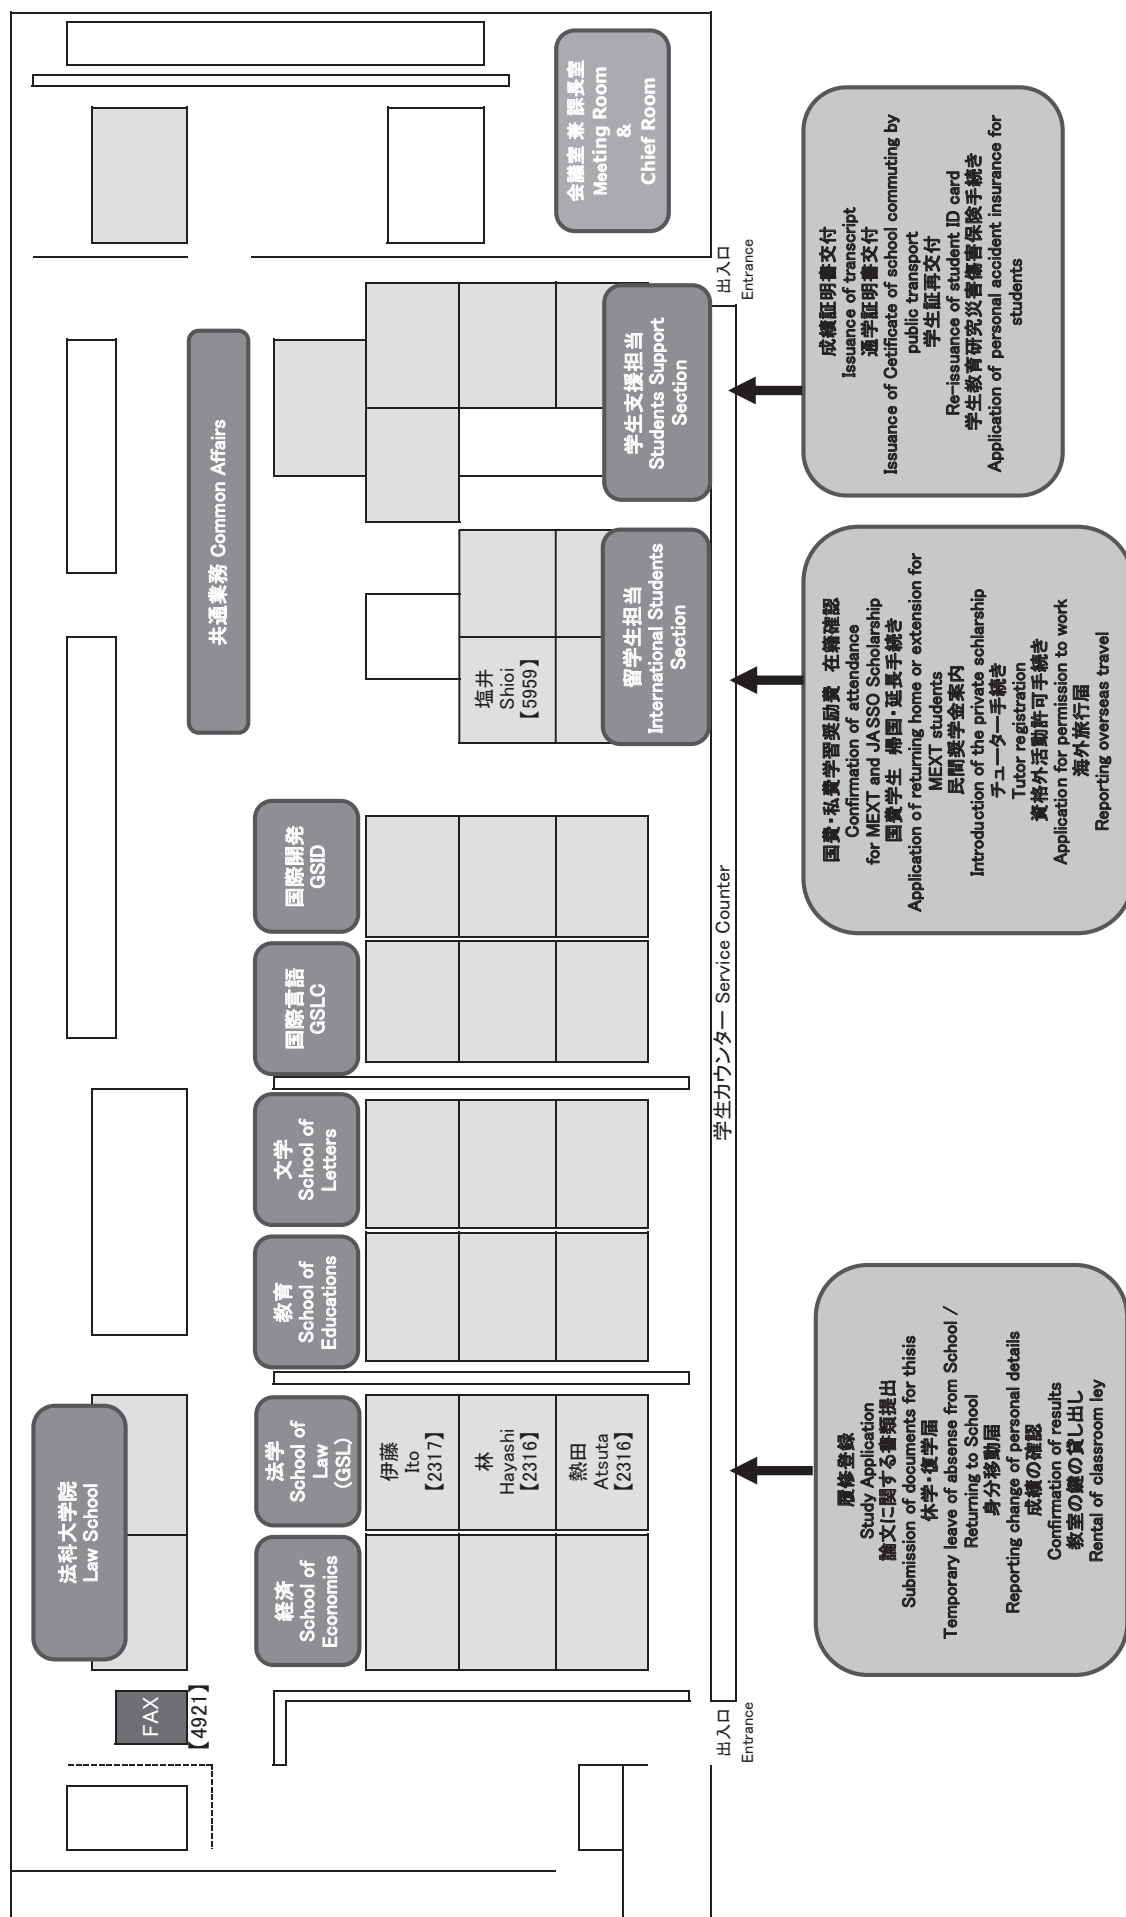 法科大学院
Law School
FAX
【4921】
共通業務 Common Affairs
会議室 兼 課長室
Meeting Room
&
Chief Room
経済
School of
Economics
法学
School of
Law
(GSL)
教育
School of
Educations
文学
School of
Letters
国際言語
GSLC
国際開発
GSID
伊藤
Ito
【2317】
林
Hayashi
【2316】
熱田
Atsuta
【2316】
塩井
Shioi
【5959】
留学生担当
International Students
Section
学生支援担当
Students Support
Section
出入口
Entrance
学生カウンター Service Counter
出入口
Entrance
履修登録
Study Application
論文に関する書類提出
Submission of documents for thisis
休学・復学届
Temporary leave of absense from School /
Returning to School
身分移動届
Reporting change of personal details
成績の確認
Confirmation of results
教室の鍵の貸し出し
Rental of classroom ley
国費・私費学習奨励費 在籍確認
Confirmation of attendance
for MEXT and JASSO Scholarship
国費学生 帰国・延長手続き
Application of returning home or extension for
MEXT students
民間奨学金案内
Introduction of the private schlarship
チューター手続き
Tutor registration
資格外活動許可手続き
Application for permission to work
海外旅行届
Reporting overseas travel
成績証明書交付
Issuance of transcript
通学証明書交付
Issuance of Cetificate of school commuting by
public transport
学生証再交付
Re-issuance of student ID card
学生教育研究災害傷害保険手続き
Application of personal accident insurance for
students